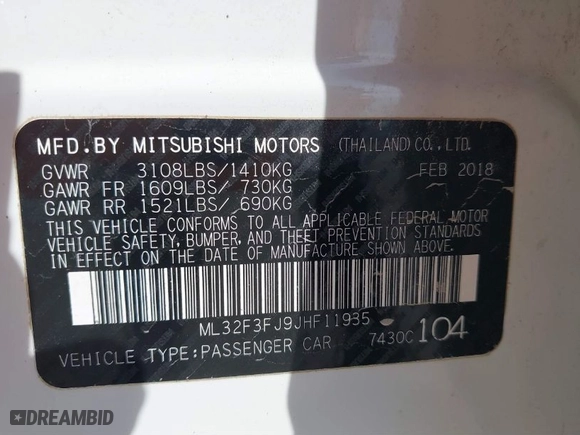 MFD.BY MITSUBISHI MOTORS (THAILAND)CO.,LTD.
GVWR 3108LBS/1410KG FEB 2018
GAWR FR 1609LBS/ 730KG
GAWR RR 1521LBS/ 690KG
THIS VEHICLE CONFORMS TO ALL APPLICABLE FEDERAL MOTOR
VEHICLE SAFETY, BUMPER, AND THEFT PREVENTION STANDARDS
IN EFFECT ON THE DATE OF MANUFACTURE SHOWN ABOVE.
ML32F3FJ9JHF11935
VEHICLE TYPE:PASSENGER CAR 7430C 104
DREAMBID